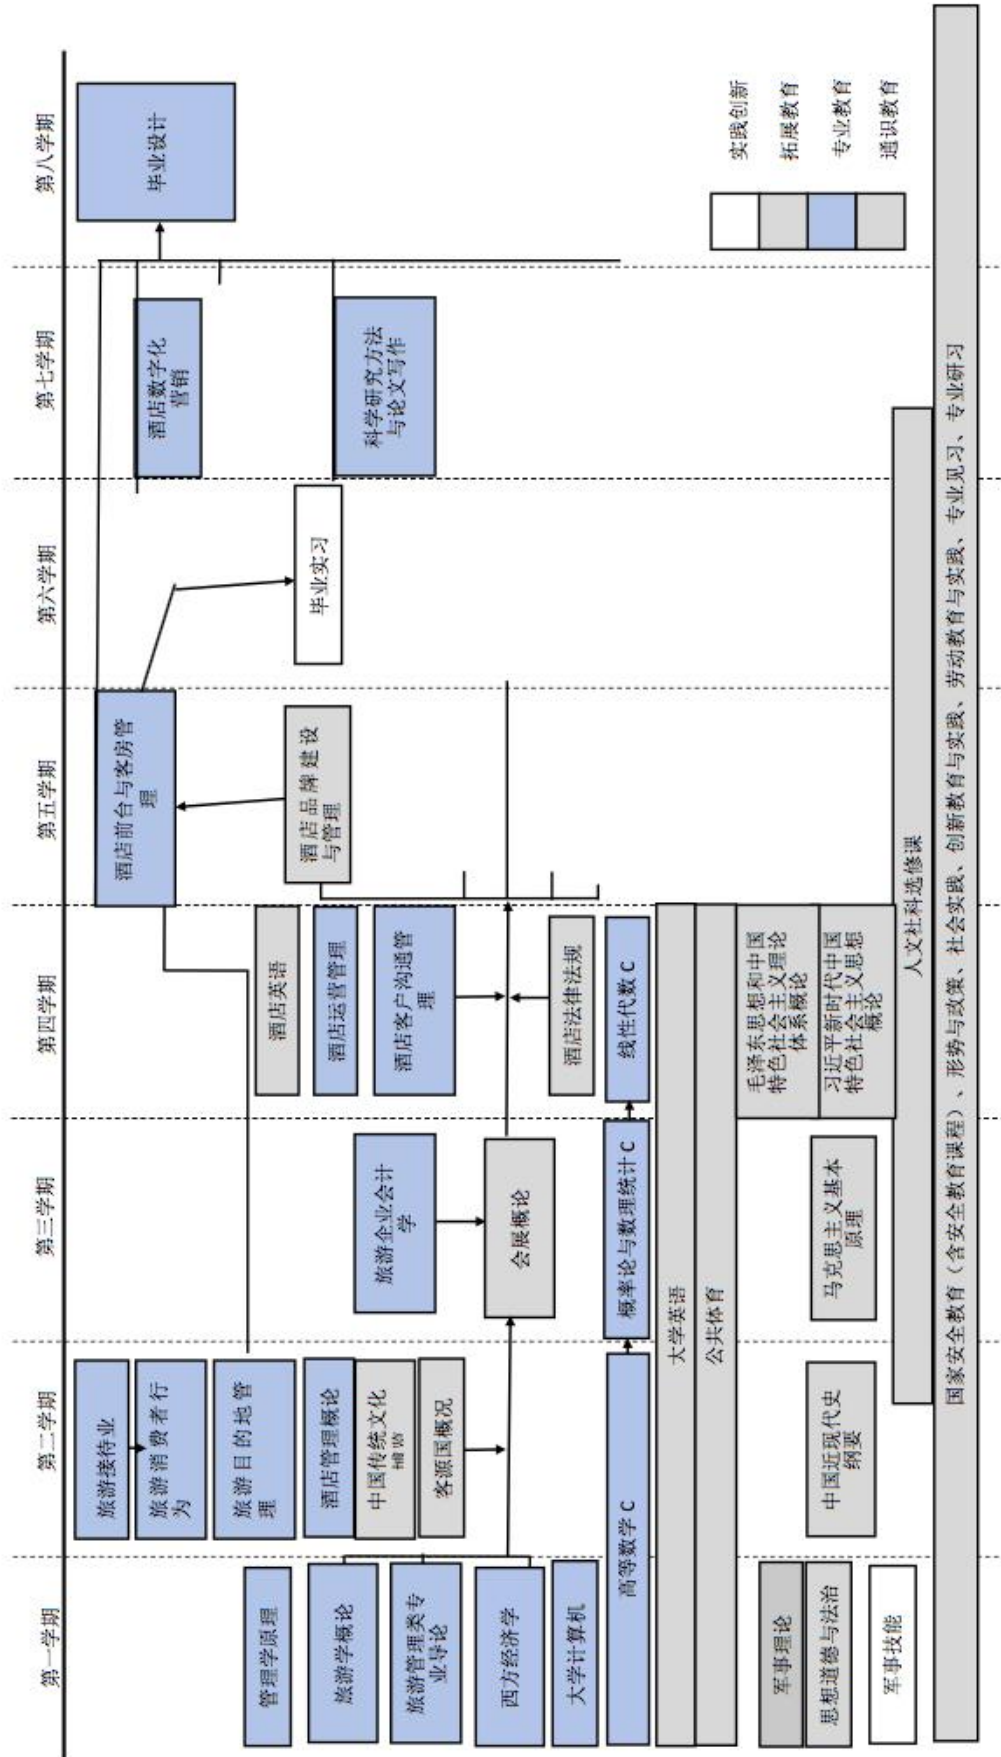 第一学期
第二学期
第三学期
第四学期
第五学期
第六学期
第七学期
第八学期
管理学原理
旅游学概论
旅游管理类专
业导论
西方经济学
大学计算机
高等数学 C
军事理论
思想道德与法治
军事技能
旅游接待业
旅游消费者行
为
旅游目的地管
理
酒店管理概论
中国传统文化
客源国概况
中国近现代史
纲要
旅游企业会计
学
会展概论
概率论与数理统计 C
马克思主义基本
原理
酒店英语
酒店运营管理
酒店客户沟通管
理
酒店法律法规
线性代数 C
毛泽东思想和中国
特色社会主义理论
体系概论
习近平新时代中国
特色社会主义思想
概论
大学英语
公共体育
酒店前台与客房管
理
酒店品牌建设
与管理
毕业实习
酒店数字化
营销
科学研究方法
与论文写作
毕业设计
人文社科选修课
国家安全教育（含安全教育课程）、形势与政策、社会实践、创新教育与实践、劳动教育与实践、专业见习、专业研习
实践创新
拓展教育
专业教育
通识教育